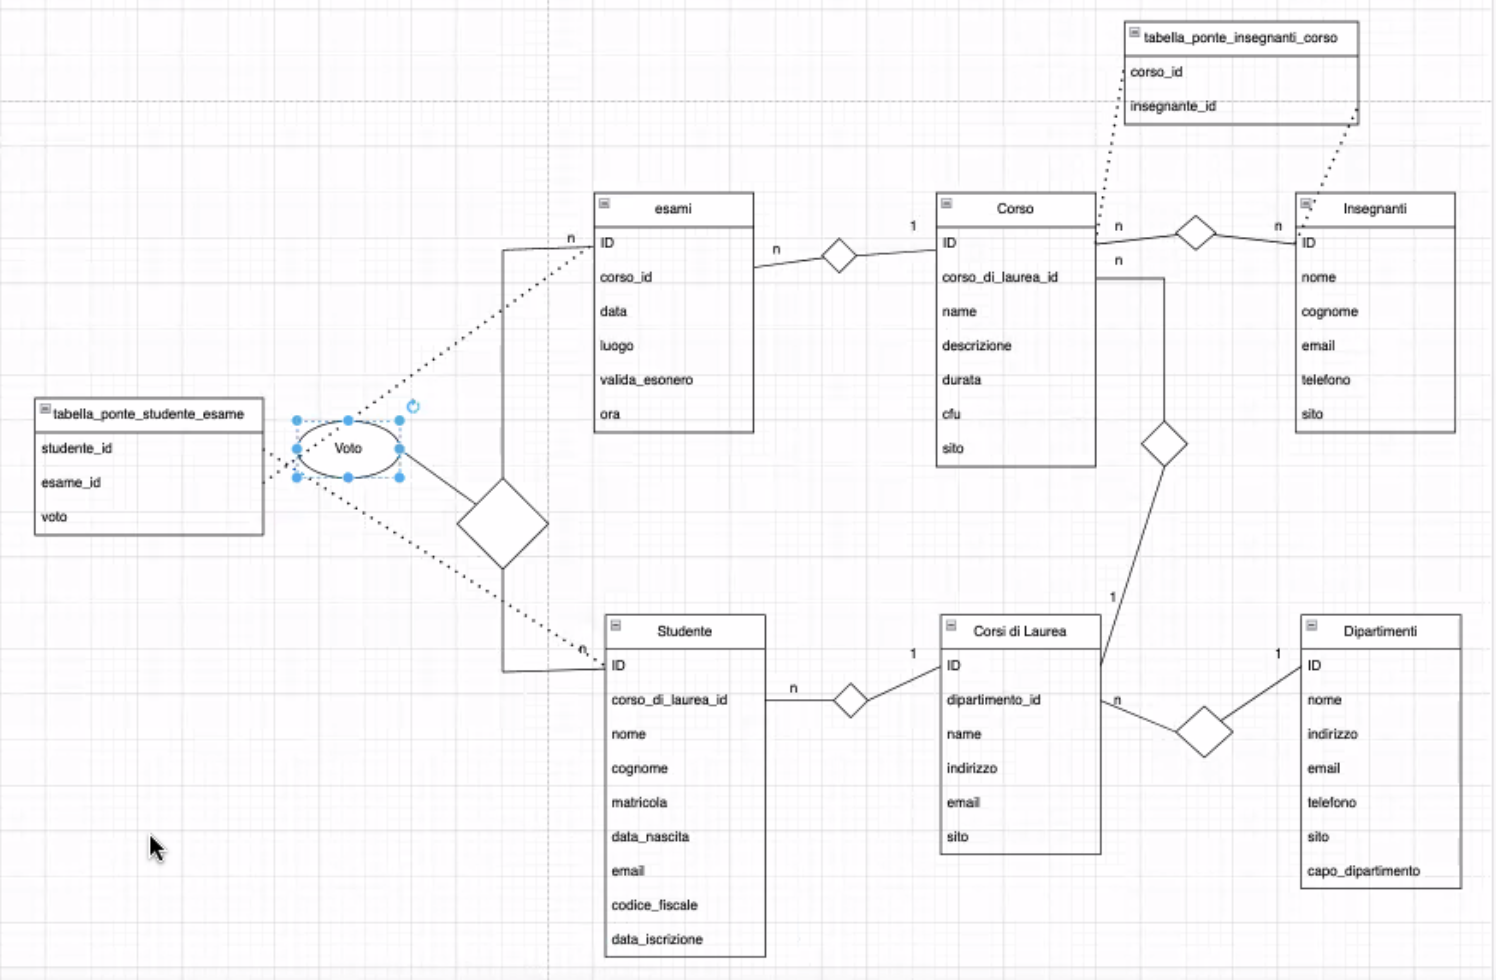 tabella_ponte_insegnanti_corso
corso_id
insegnante_id
esami
ID
corso_id
data
luogo
valida_esonero
ora
n
n
1
Corso
ID
corso_di_laurea_id
name
descrizione
durata
cfu
sito
n
n
n
Insegnanti
ID
nome
cognome
email
telefono
sito
tabella_ponte_studente_esame
studente_id
esame_id
voto
Voto
n
Studente
ID
corso_di_laurea_id
nome
cognome
matricola
data_nascita
email
codice_fiscale
data_iscrizione
n
1
1
Corsi di Laurea
ID
dipartimento_id
name
indirizzo
email
sito
n
1
Dipartimenti
ID
nome
indirizzo
email
telefono
sito
capo_dipartimento